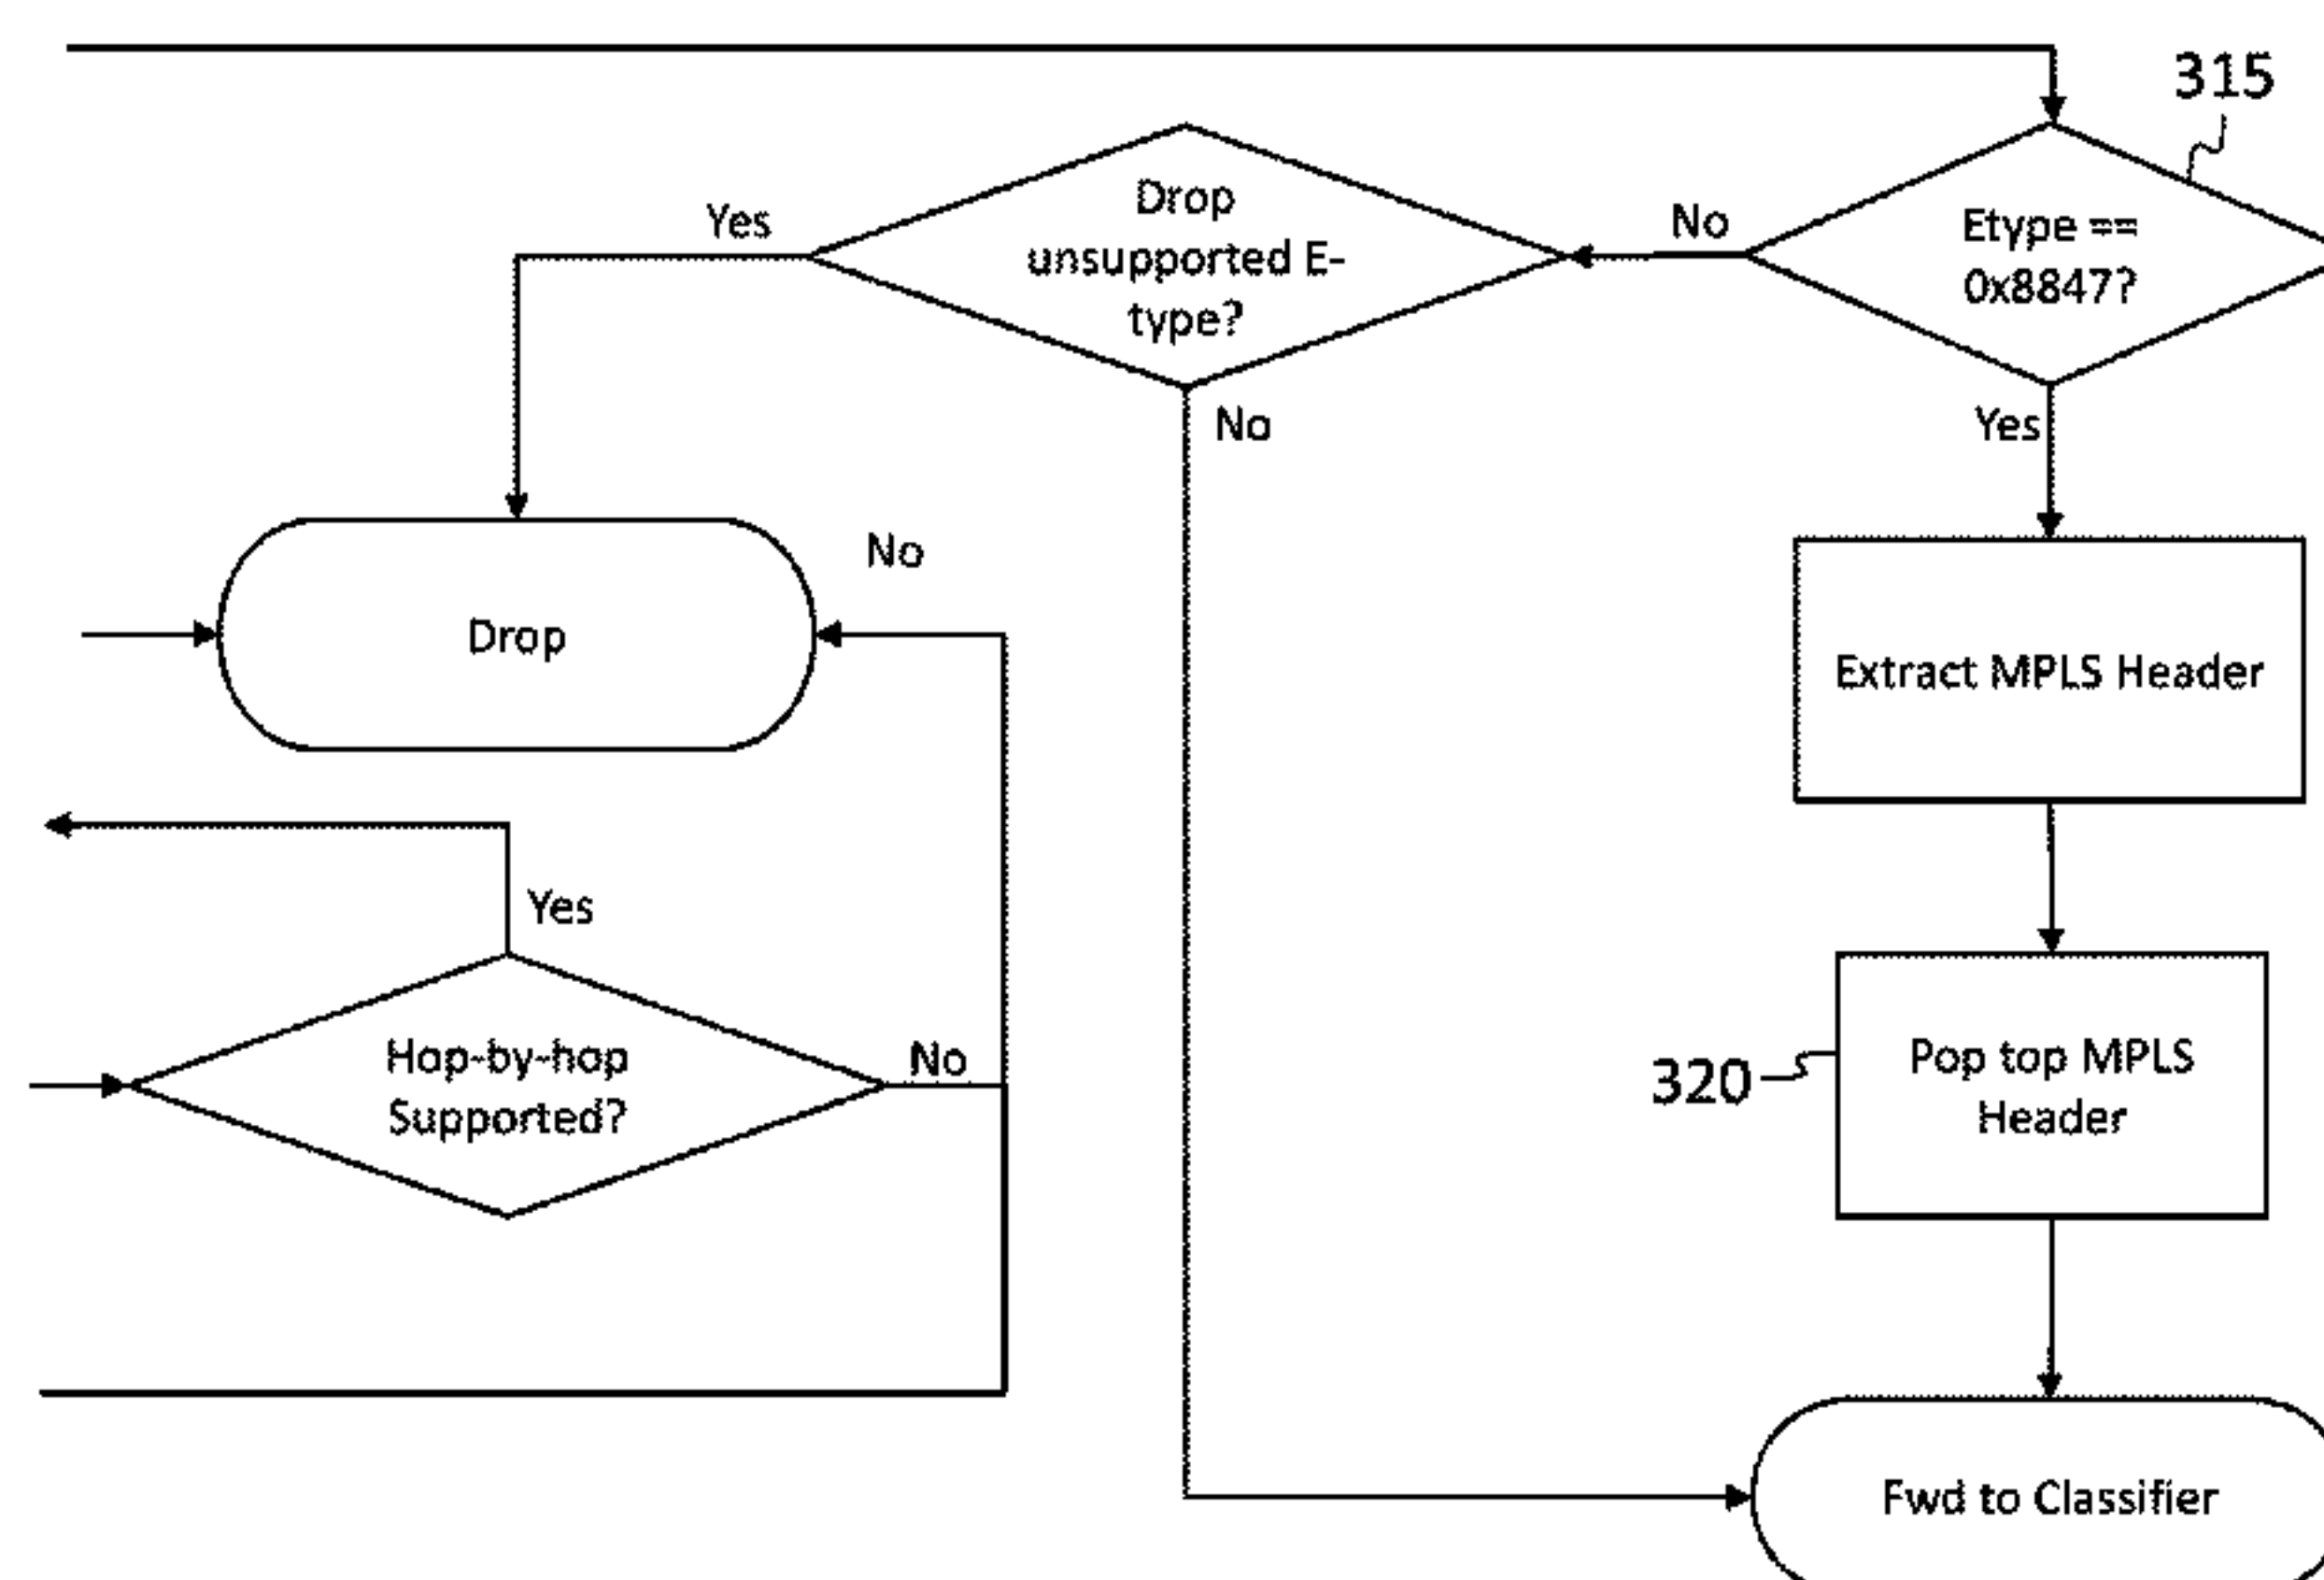 315
Drop
unsupported E-
type?
Yes
No
Etype ==
0x8847?
No
Yes
No
Drop
Extract MPLS Header
Yes
Hop-by-hop
Supported?
No
320
Pop top MPLS
Header
Fwd to Classifier